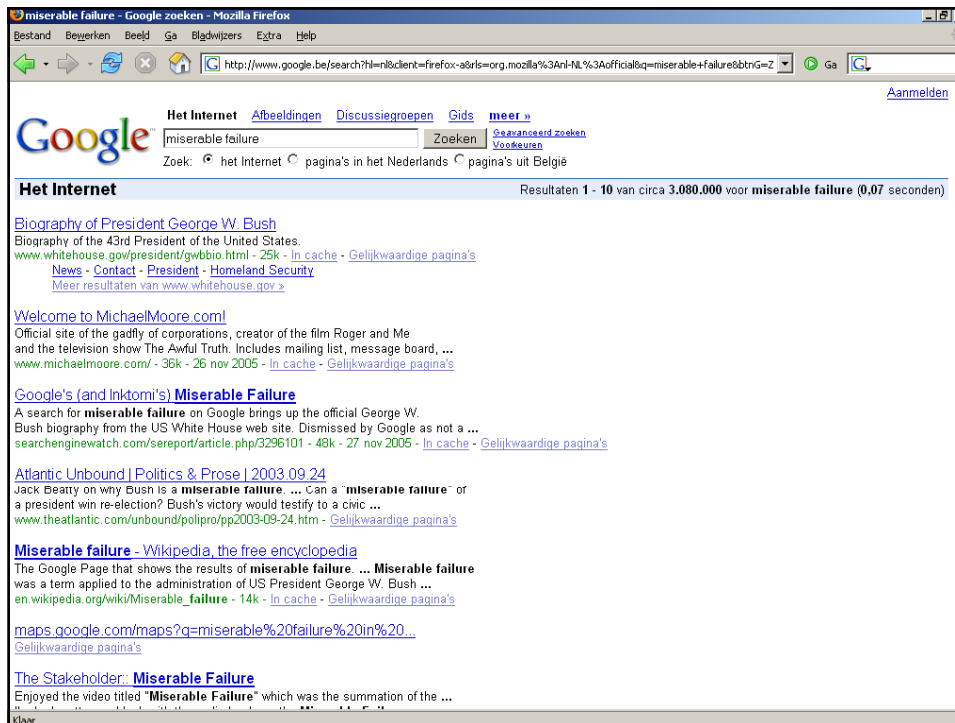 miserable failure - Google zoeken - Mozilla Firefox
Bestand Bewerken Beeld Ga Bladwijzers Extra Help
http://www.google.be/search?hl=nl&client=firefox-a&rls=org.mozilla%3Anl-NL%3Aofficial&q=miserable+failure&btnG=Z Ga
Aanmelden
Het Internet Afbeeldingen Discussiegroepen Gids meer »
Google™ miserable failure Zoeken Geavanceerd zoeken
Voorkeuren
Zoek: het Internet pagina's in het Nederlands pagina's uit België
Het Internet Resultaten 1 - 10 van circa 3.080.000 voor miserable failure (0,07 seconden)
Biography of President George W. Bush
Biography of the 43rd President of the United States.
www.whitehouse.gov/president/gwbbio.html - 25k - In cache - Gelijkwaardige pagina's
News - Contact - President - Homeland Security
Meer resultaten van www.whitehouse.gov »
Welcome to MichaelMoore.com!
Official site of the gadfly of corporations, creator of the film Roger and Me
and the television show The Awful Truth. Includes mailing list, message board, ...
www.michaelmoore.com/ - 36k - 26 nov 2005 - In cache - Gelijkwaardige pagina's
Google's (and Inktomi's) Miserable Failure
A search for miserable failure on Google brings up the official George W.
Bush biography from the US White House web site. Dismissed by Google as not a ...
searchenginewatch.com/sereport/article.php/3296101 - 48k - 27 nov 2005 - In cache - Gelijkwaardige pagina's
Atlantic Unbound | Politics & Prose | 2003.09.24
Jack Beatty on why Bush is a miserable failure. ... Can a "miserable failure" of
a president win re-election? Bush's victory would testify to a civic ...
www.theatlantic.com/unbound/polipro/pp2003-09-24.htm - Gelijkwaardige pagina's
Miserable failure - Wikipedia, the free encyclopedia
The Google Page that shows the results of miserable failure. ... Miserable failure
was a term applied to the administration of US President George W. Bush ...
en.wikipedia.org/wiki/Miserable_failure - 14k - In cache - Gelijkwaardige pagina's
maps.google.com/maps?q=miserable%20failure%20in%20...
Gelijkwaardige pagina's
The Stakeholder:: Miserable Failure
Enjoyed the video titled "Miserable Failure" which was the summation of the ...
Klaar